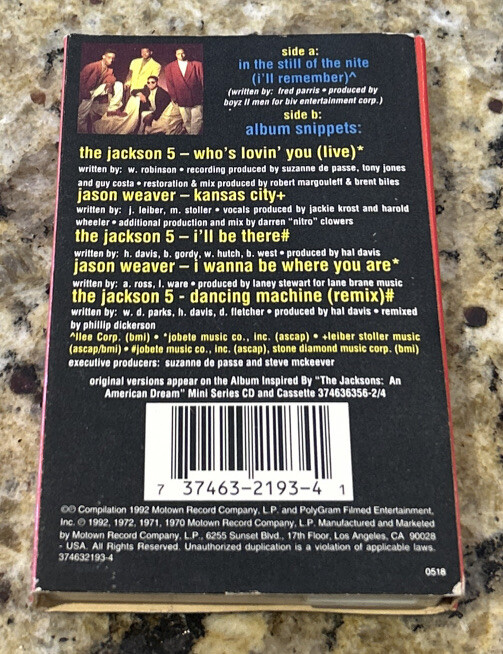 side a:
in the still of the nite
(i'll remember)^
(written by: fred parris • produced by
boyz II men for biv entertainment corp.)
side b:
album snippets:
the jackson 5 – who's lovin' you (live)*
written by: w. robinson • recording produced by suzanne de passe, tony jones
and guy costa • restoration & mix produced by robert margouleff & brent biles
jason weaver – kansas city+
written by: j. leiber, m. stoller • vocals produced by jackie krost and harold
wheeler • additional production and mix by darren "nitro" clowers
the jackson 5 – i'll be there#
written by: h. davis, b. gordy, w. hutch, b. west • produced by hal davis
jason weaver – i wanna be where you are*
written by: a. ross, l. ware • produced by laney stewart for lane brane music
the jackson 5 - dancing machine (remix)#
written by: w. d. parks, h. davis, d. fletcher • produced by hal davis • remixed
by phillip dickerson
^llee Corp. (bmi) • *jobete music co., inc. (ascap) • +leiber stoller music
(ascap/bmi) • #jobete music co., inc. (ascap), stone diamond music corp. (bmi)
executive producers: suzanne de passe and steve mckeever
original versions appear on the Album Inspired By "The Jacksons: An
American Dream" Mini Series CD and Cassette 374636356-2/4
7 37463-2193-4 1
©℗ Compilation 1992 Motown Record Company, L.P. and PolyGram Filmed Entertainment,
Inc. ℗ 1992, 1972, 1971, 1970 Motown Record Company, L.P. Manufactured and Marketed
by Motown Record Company, L.P., 6255 Sunset Blvd., 17th Floor, Los Angeles, CA 90028
- USA. All Rights Reserved. Unauthorized duplication is a violation of applicable laws.
374632193-4
0518